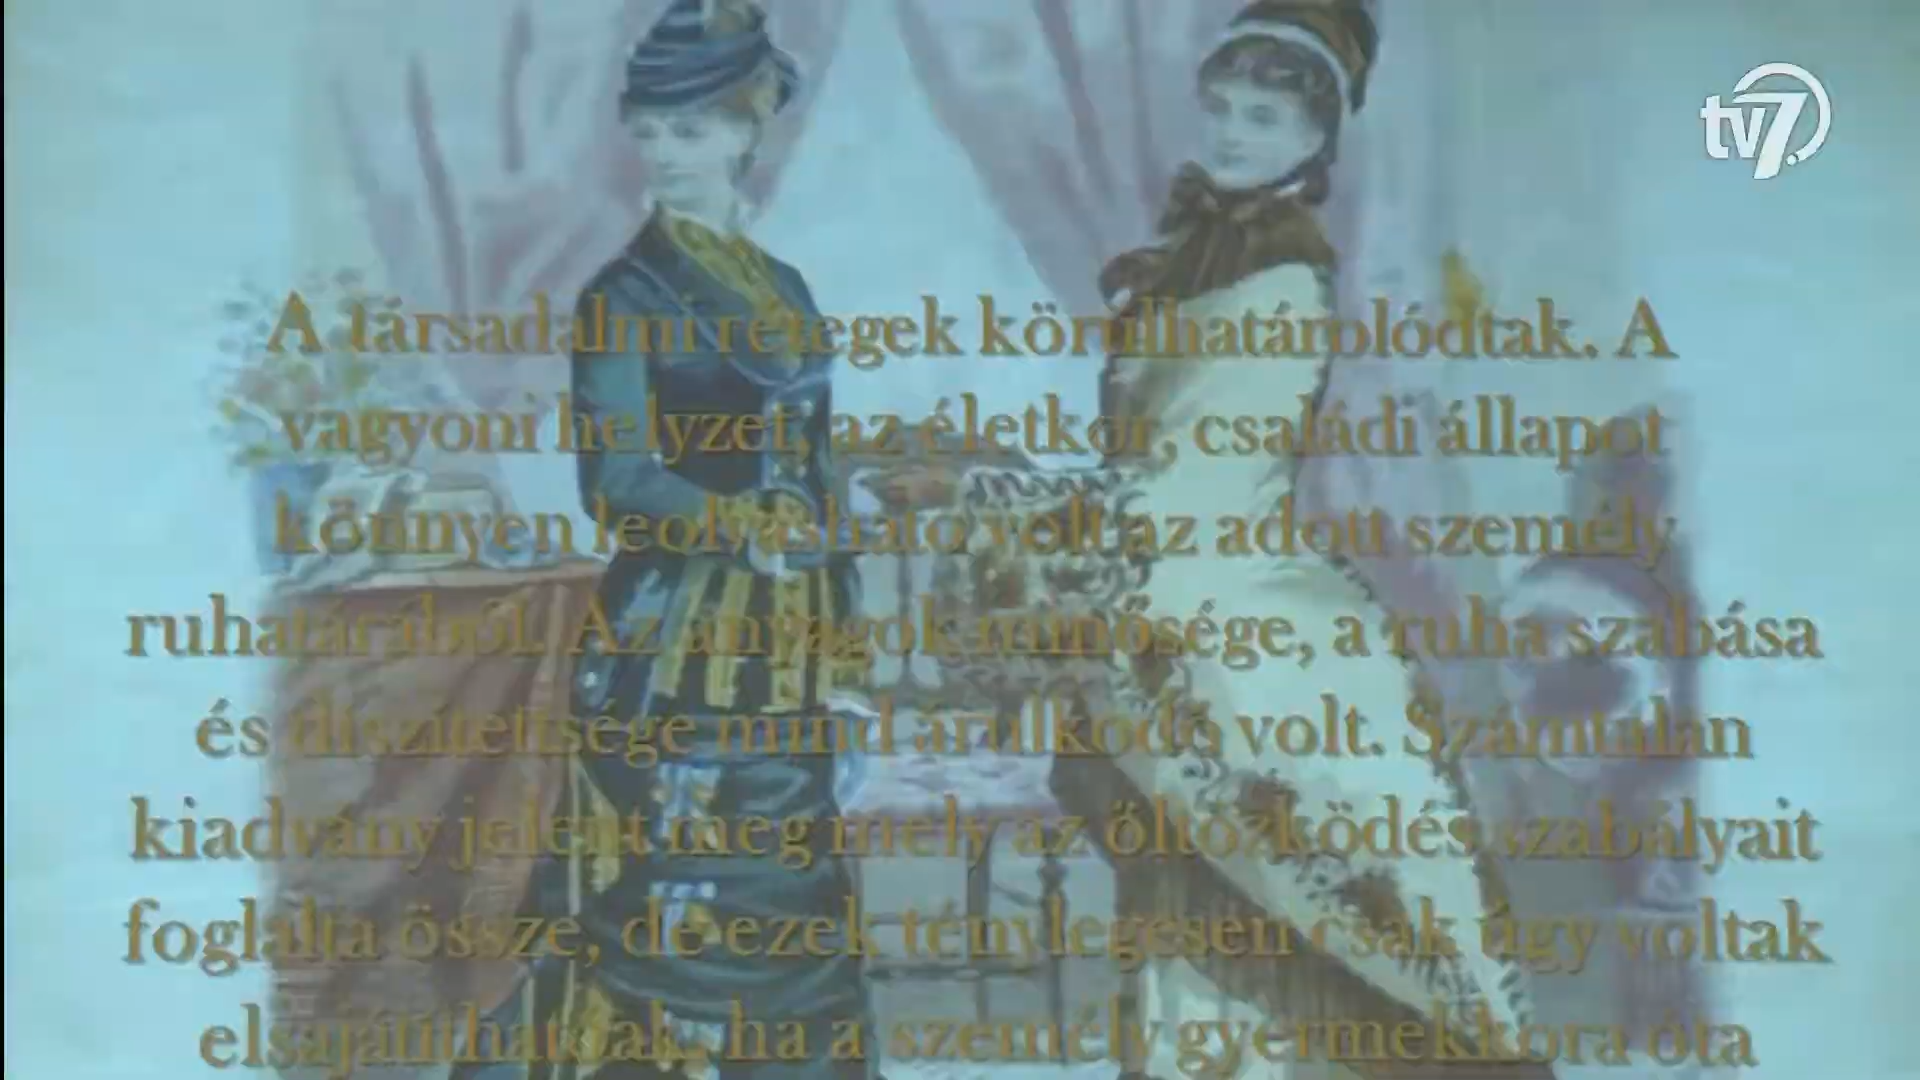 tv7.
A társadalmi rétegek körülhatárolódtak. A
vagyoni helyzet, az életkor, családi állapot
könnyen leolvasható volt az adott személy
ruhatárából. Az anyagok minősége, a ruha szabása
és díszítettsége mind árulkodó volt. Számtalan
kiadvány jelent meg mely az öltözködés szabályait
foglalta össze, de ezek ténylegesen csak úgy voltak
elsajátíthatóak, ha a személy gyermekkora óta